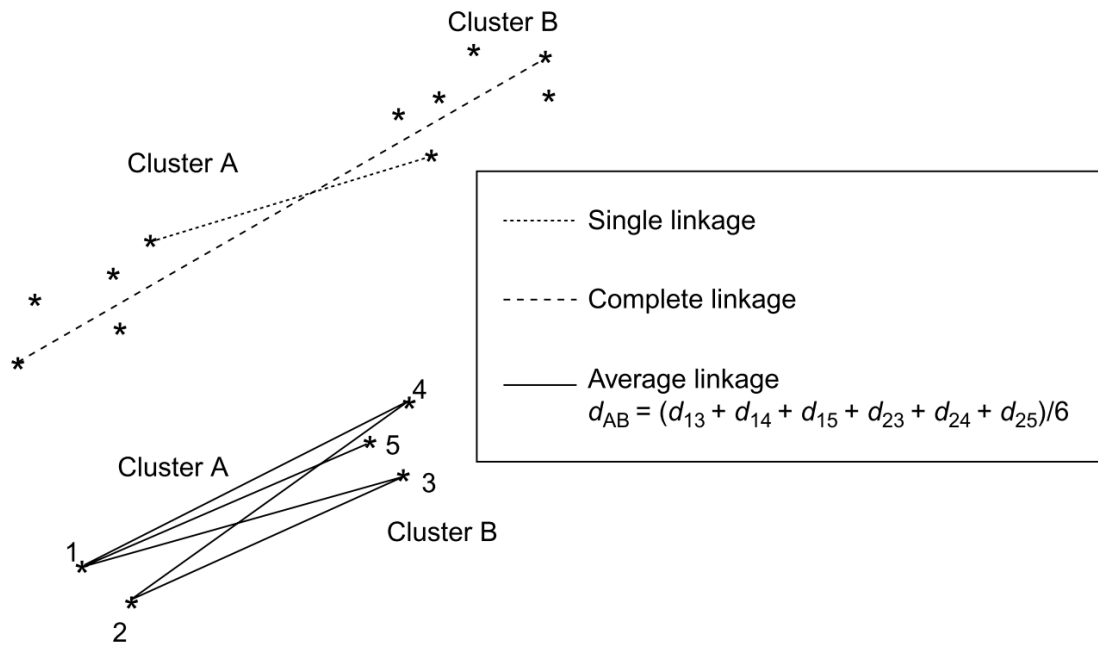 Cluster B
Cluster A
Single linkage
Complete linkage
Average linkage
d_AB = (d_13 + d_14 + d_15 + d_23 + d_24 + d_25)/6
4
5
Cluster A
3
Cluster B
1
2